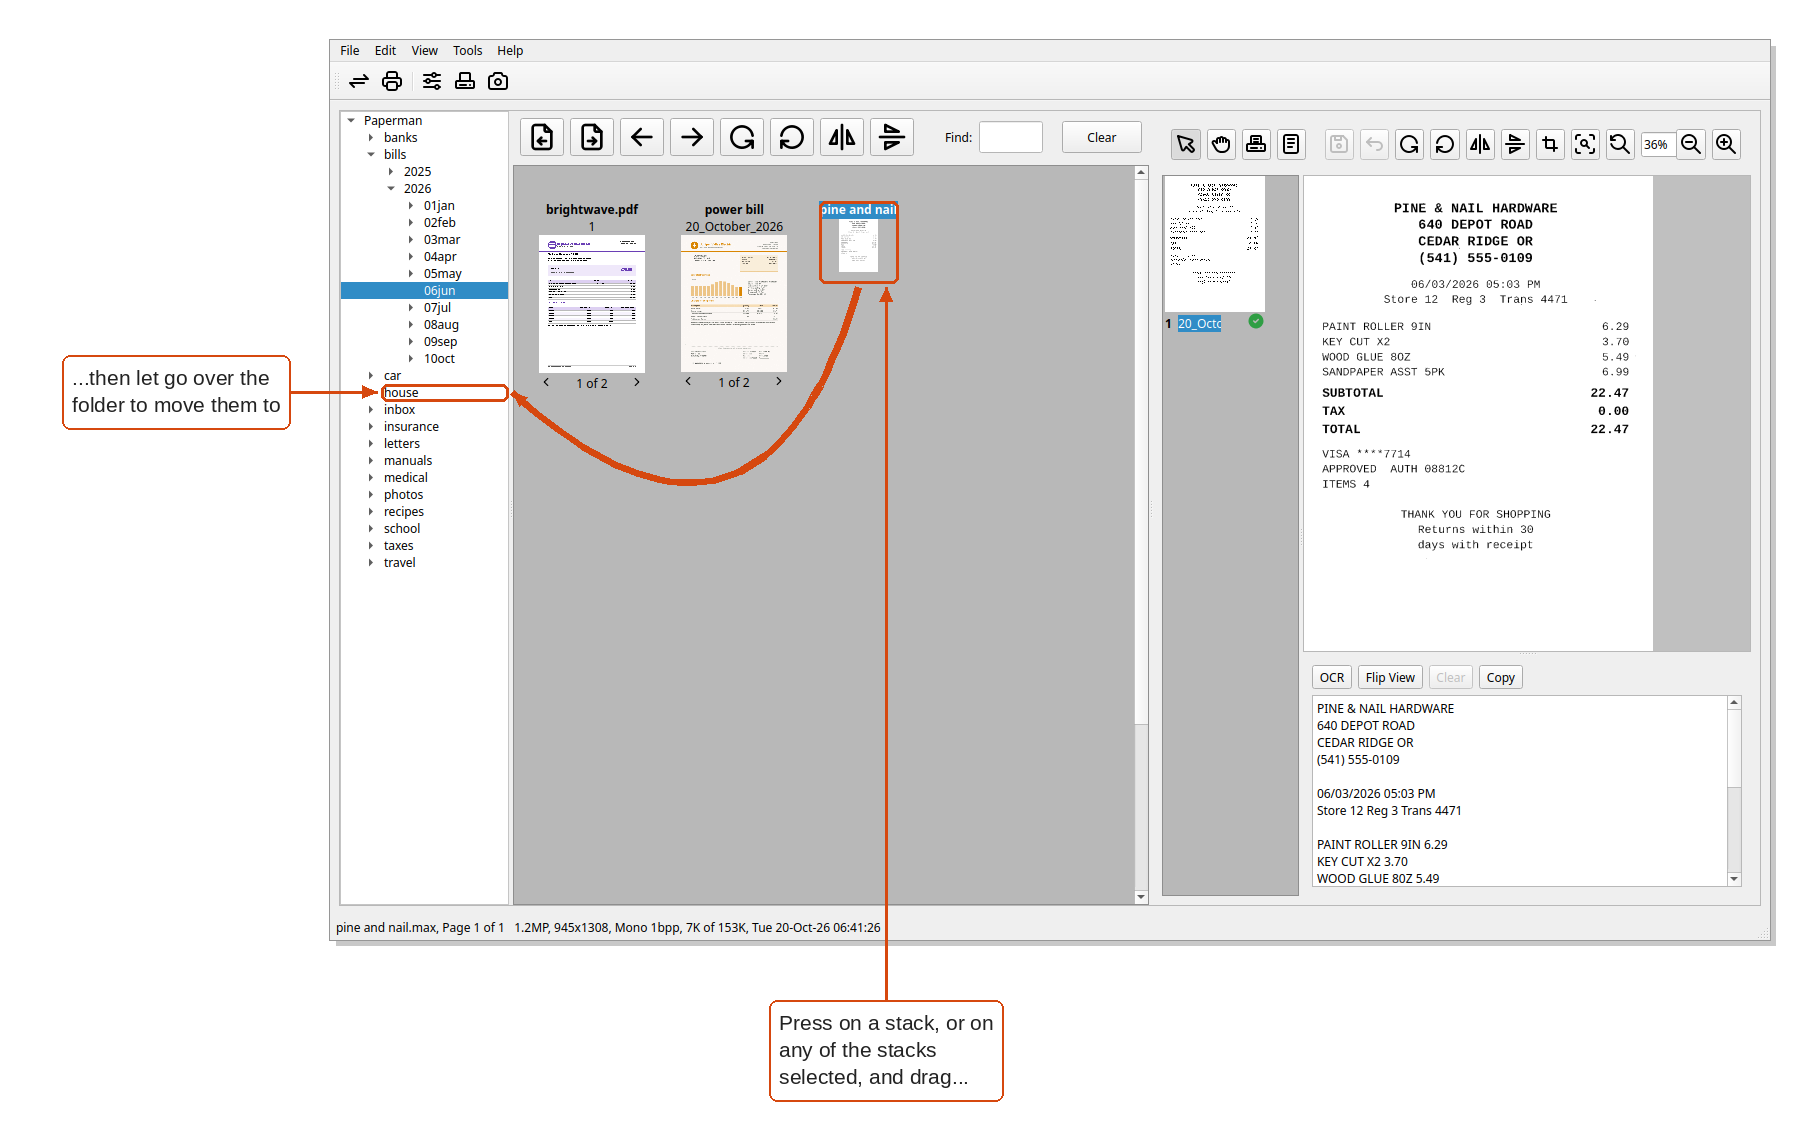 File Edit View Tools Help
Paperman
banks
bills
2025
2026
01jan
02feb
03mar
04apr
05may
06jun
07jul
08aug
09sep
10oct
car
house
inbox
insurance
letters
manuals
medical
photos
recipes
school
taxes
travel
...then let go over the
folder to move them to
Find:
Clear
brightwave.pdf
1
1 of 2
power bill
20_October_2026
1 of 2
pine and nail
Press on a stack, or on
any of the stacks
selected, and drag...
36%
1 20_Octo
PINE & NAIL HARDWARE
640 DEPOT ROAD
CEDAR RIDGE OR
(541) 555-0109
06/03/2026 05:03 PM
Store 12 Reg 3 Trans 4471
PAINT ROLLER 9IN 6.29
KEY CUT X2 3.70
WOOD GLUE 8OZ 5.49
SANDPAPER ASST 5PK 6.99
SUBTOTAL 22.47
TAX 0.00
TOTAL 22.47
VISA ****7714
APPROVED AUTH 08812C
ITEMS 4
THANK YOU FOR SHOPPING
Returns within 30
days with receipt
OCR Flip View Clear Copy
PINE & NAIL HARDWARE
640 DEPOT ROAD
CEDAR RIDGE OR
(541) 555-0109
06/03/2026 05:03 PM
Store 12 Reg 3 Trans 4471
PAINT ROLLER 9IN 6.29
KEY CUT X2 3.70
WOOD GLUE 8OZ 5.49
pine and nail.max, Page 1 of 1 1.2MP, 945x1308, Mono 1bpp, 7K of 153K, Tue 20-Oct-26 06:41:26